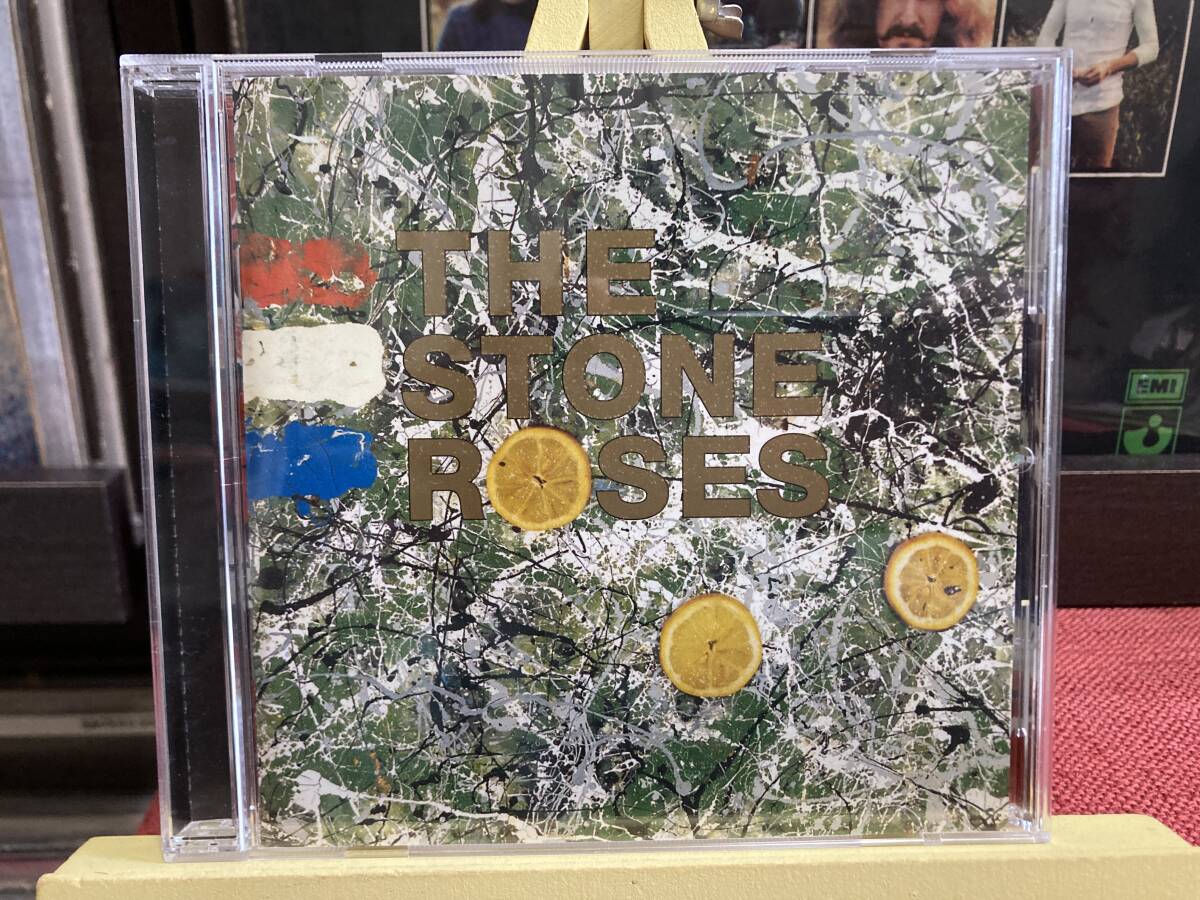 THE
STONE
ROSES
EMI